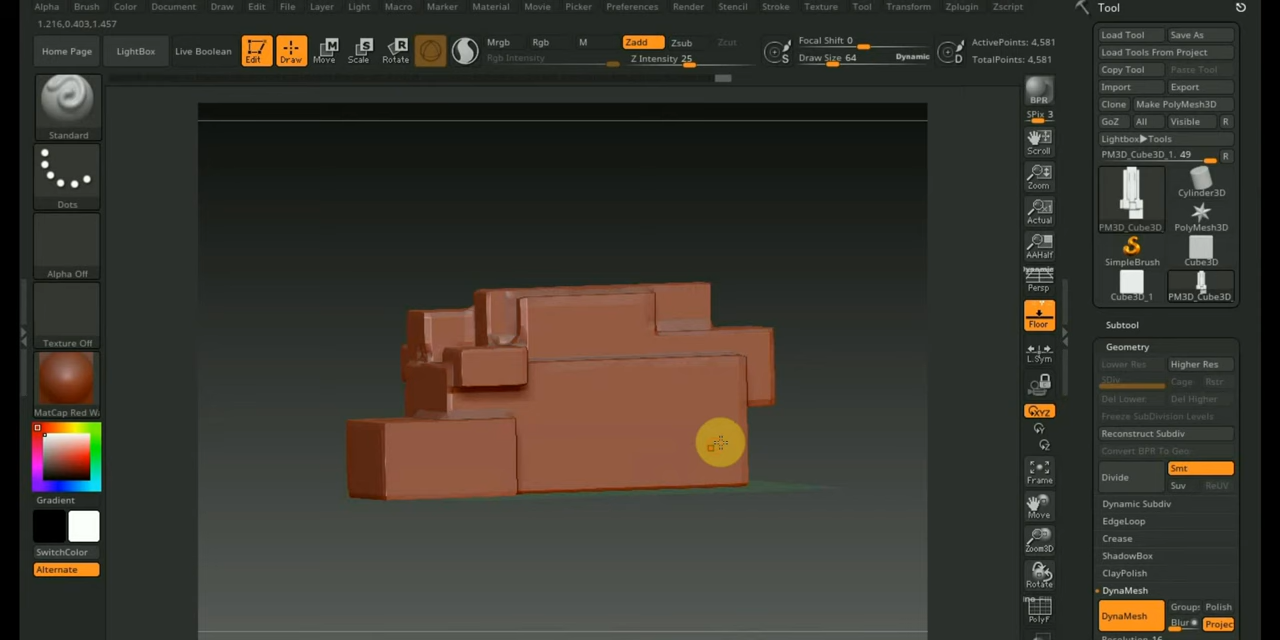 Alpha Brush Color Document Draw Edit File Layer Light Macro Marker Material Movie Picker Preferences Render Stencil Stroke Texture Tool Transform Zplugin Zscript
Tool
1.216,0.403,1.457
Home Page
LightBox
Live Boolean
Edit
Draw
Move
Scale
Rotate
Mrgb
Rgb
M
Rgb Intensity
Zadd
Zsub
Zcut
Z Intensity 25
Focal Shift 0
Draw Size 64
Dynamic
ActivePoints: 4,581
TotalPoints: 4,581
Standard
Dots
Alpha Off
Texture Off
MatCap Red W
Gradient
SwitchColor
Alternate
BPR
SPix 3
Scroll
Zoom
Actual
AAHalf
Dynamic
Persp
Floor
L.Sym
XYZ
Frame
Move
Zoom3D
Rotate
PolyF
Load Tool
Save As
Load Tools From Project
Copy Tool
Paste Tool
Import
Export
Clone
Make PolyMesh3D
GoZ
All
Visible
R
Lightbox▶Tools
PM3D_Cube3D_1. 49
R
PM3D_Cube3D_
Cylinder3D
PolyMesh3D
SimpleBrush
Cube3D
Cube3D_1
PM3D_Cube3D_
Subtool
Geometry
Lower Res
Higher Res
SDiv
Cage
Rstr
Del Lower
Del Higher
Freeze SubDivision Levels
Reconstruct Subdiv
Convert BPR To Geo
Divide
Smt
Suv
ReUV
Dynamic Subdiv
EdgeLoop
Crease
ShadowBox
ClayPolish
DynaMesh
DynaMesh
Groups
Polish
Blur
Projec
Resolution 16